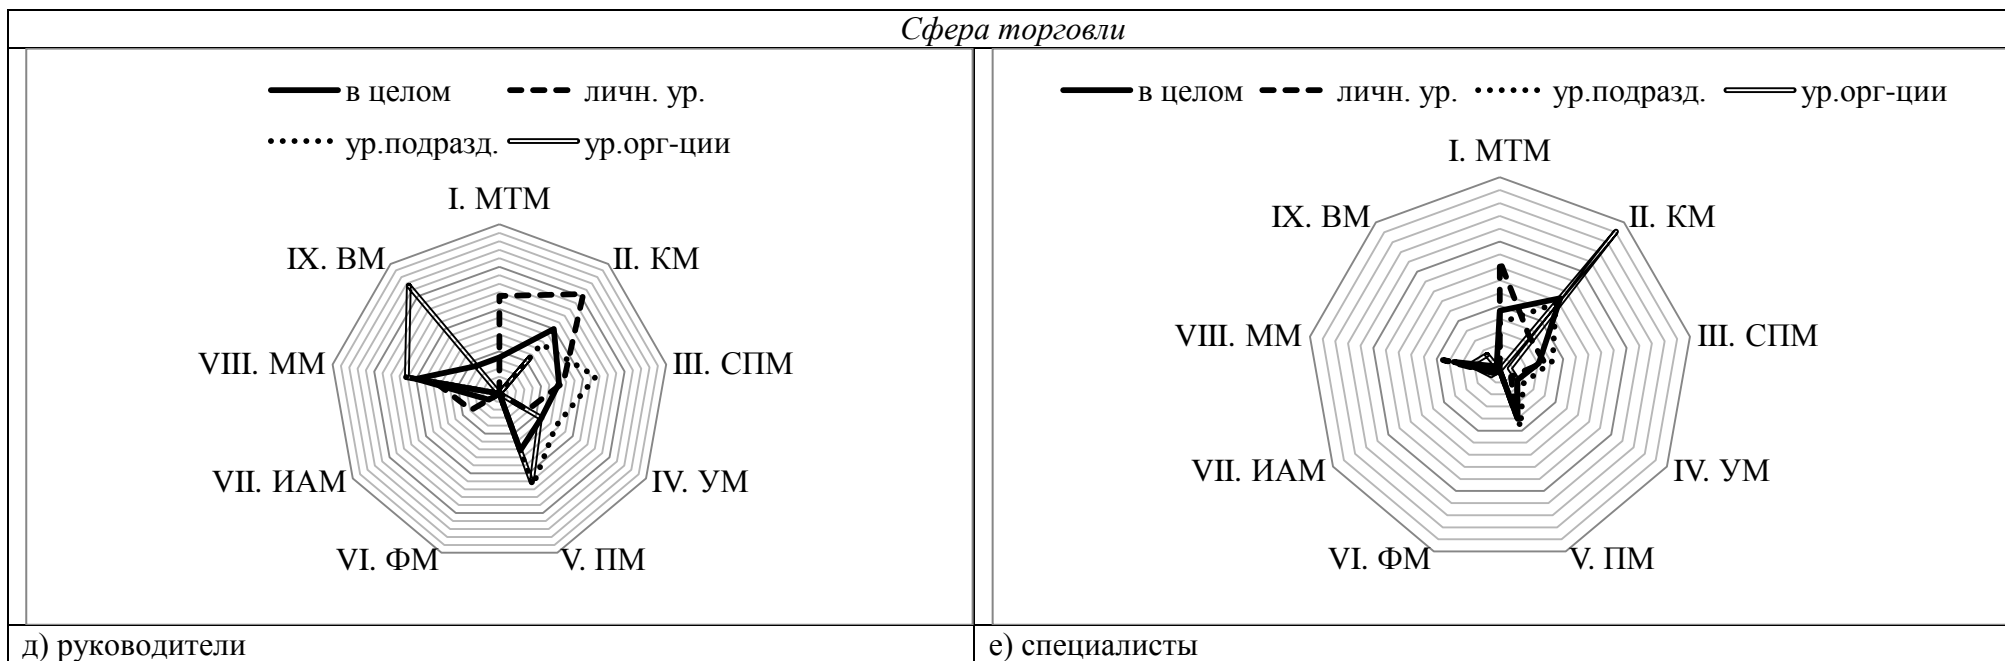 Сфера торговли
в целом личн. ур.
ур.подразд. ур.орг-ции
I. МТМ
II. КМ
III. СПМ
IV. УМ
V. ПМ
VI. ФМ
VII. ИАМ
VIII. ММ
IX. ВМ
в целом личн. ур. ур.подразд. ур.орг-ции
I. МТМ
II. КМ
III. СПМ
IV. УМ
V. ПМ
VI. ФМ
VII. ИАМ
VIII. ММ
IX. ВМ
д) руководители
е) специалисты